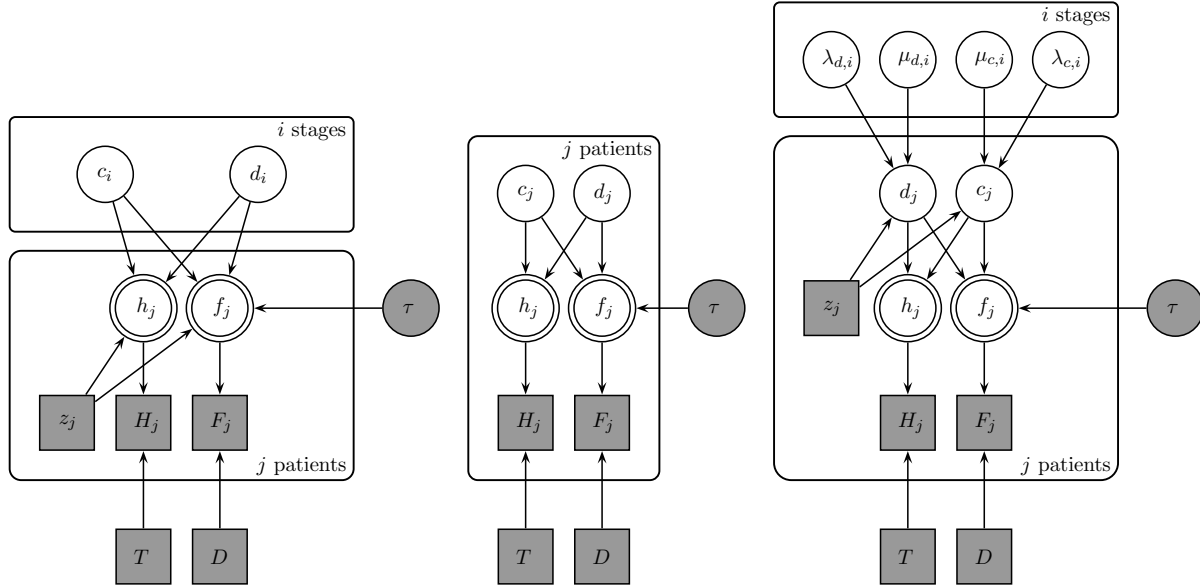 i stages
c_i
d_i
h_j
f_j
τ
z_j
H_j
F_j
j patients
T
D
j patients
c_j
d_j
h_j
f_j
τ
H_j
F_j
T
D
i stages
λ_{d,i}
μ_{d,i}
μ_{c,i}
λ_{c,i}
d_j
c_j
z_j
h_j
f_j
τ
H_j
F_j
j patients
T
D